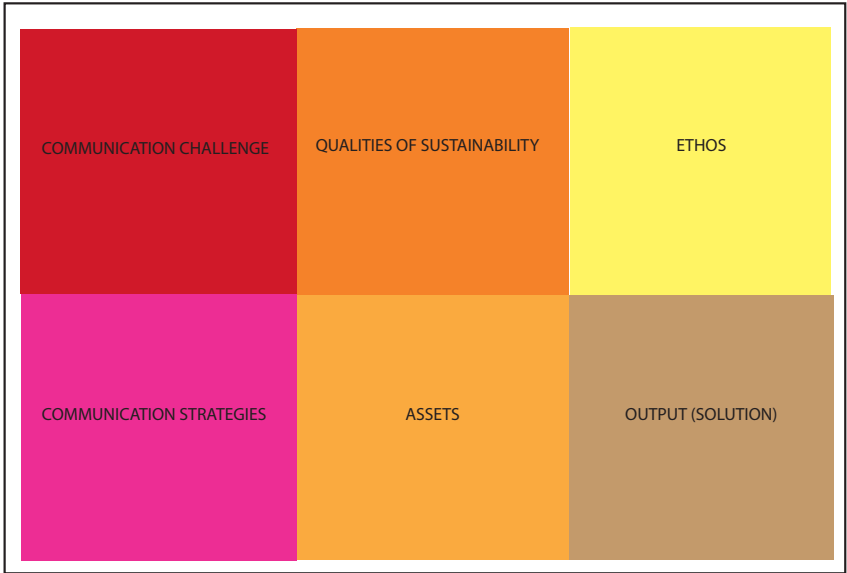 COMMUNICATION CHALLENGE
QUALITIES OF SUSTAINABILITY
ETHOS
COMMUNICATION STRATEGIES
ASSETS
OUTPUT (SOLUTION)